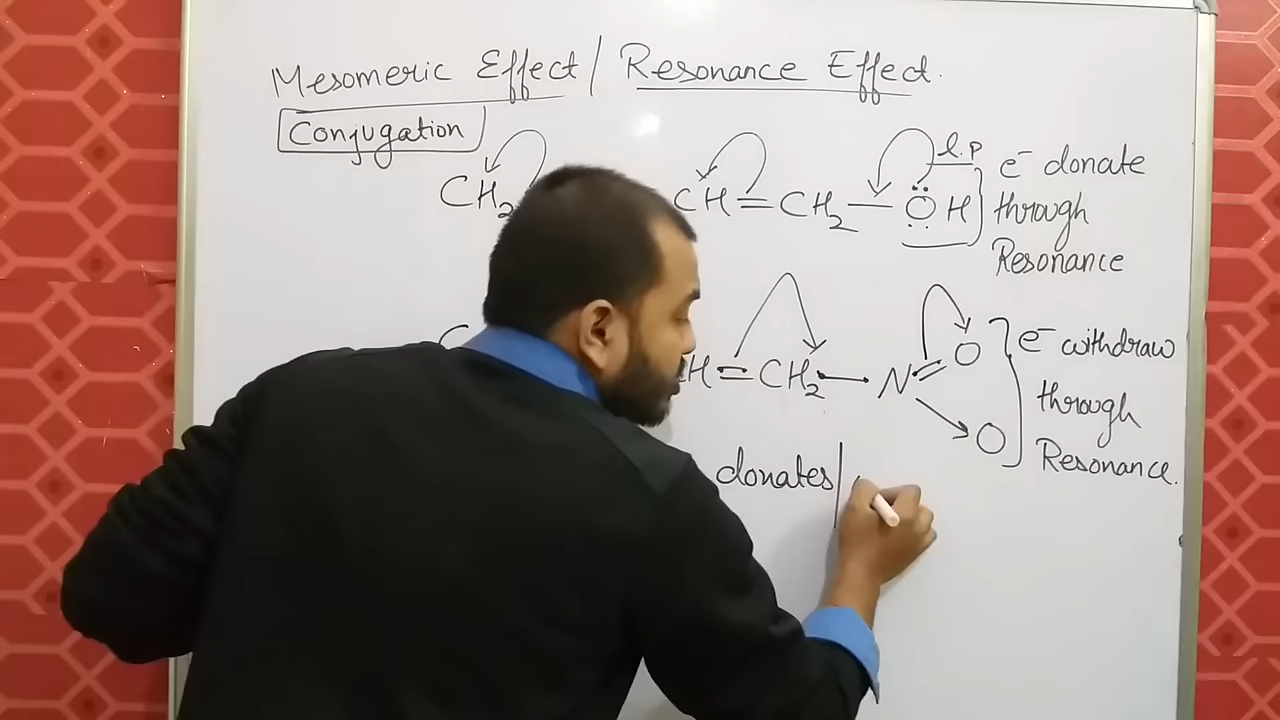 Mesomeric Effect / Resonance Effect.
Conjugation
CH2 CH=CH2—ÖH l.p e⁻ donate
through
Resonance
H=CH2—N=O e⁻ withdraw
O through
Resonance.
donates |